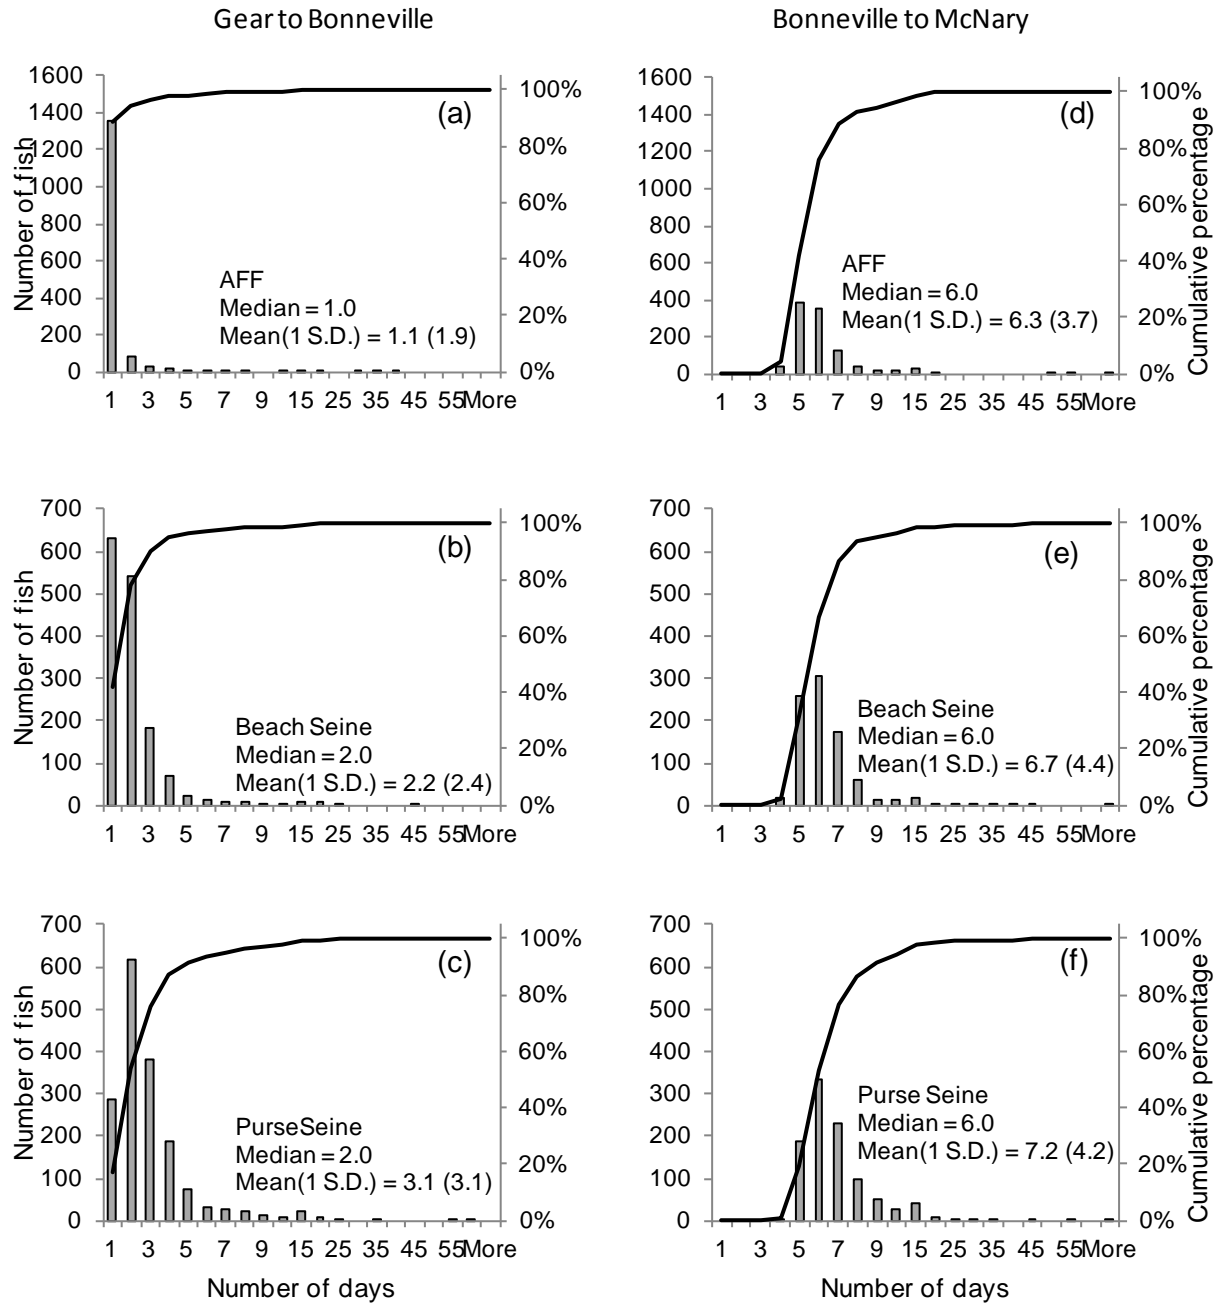 Gear to Bonneville
Bonneville to McNary
1600
1400
1200
1000
800
600
400
200
0
Number of fish
100%
80%
60%
40%
20%
0%
(a)
AFF
Median = 1.0
Mean(1 S.D.) = 1.1 (1.9)
1 3 5 7 9 15 25 35 45 55 More
1600
1400
1200
1000
800
600
400
200
0
100%
80%
60%
40%
20%
0%
Cumulative percentage
(d)
AFF
Median = 6.0
Mean(1 S.D.) = 6.3 (3.7)
1 3 5 7 9 15 25 35 45 55 More
700
600
500
400
300
200
100
0
Number of fish
100%
80%
60%
40%
20%
0%
(b)
Beach Seine
Median = 2.0
Mean(1 S.D.) = 2.2 (2.4)
1 3 5 7 9 15 25 35 45 55 More
700
600
500
400
300
200
100
0
100%
80%
60%
40%
20%
0%
Cumulative percentage
(e)
Beach Seine
Median = 6.0
Mean(1 S.D.) = 6.7 (4.4)
1 3 5 7 9 15 25 35 45 55 More
700
600
500
400
300
200
100
0
Number of fish
100%
80%
60%
40%
20%
0%
(c)
Purse Seine
Median = 2.0
Mean(1 S.D.) = 3.1 (3.1)
1 3 5 7 9 15 25 35 45 55 More
Number of days
700
600
500
400
300
200
100
0
100%
80%
60%
40%
20%
0%
Cumulative percentage
(f)
Purse Seine
Median = 6.0
Mean(1 S.D.) = 7.2 (4.2)
1 3 5 7 9 15 25 35 45 55 More
Number of days